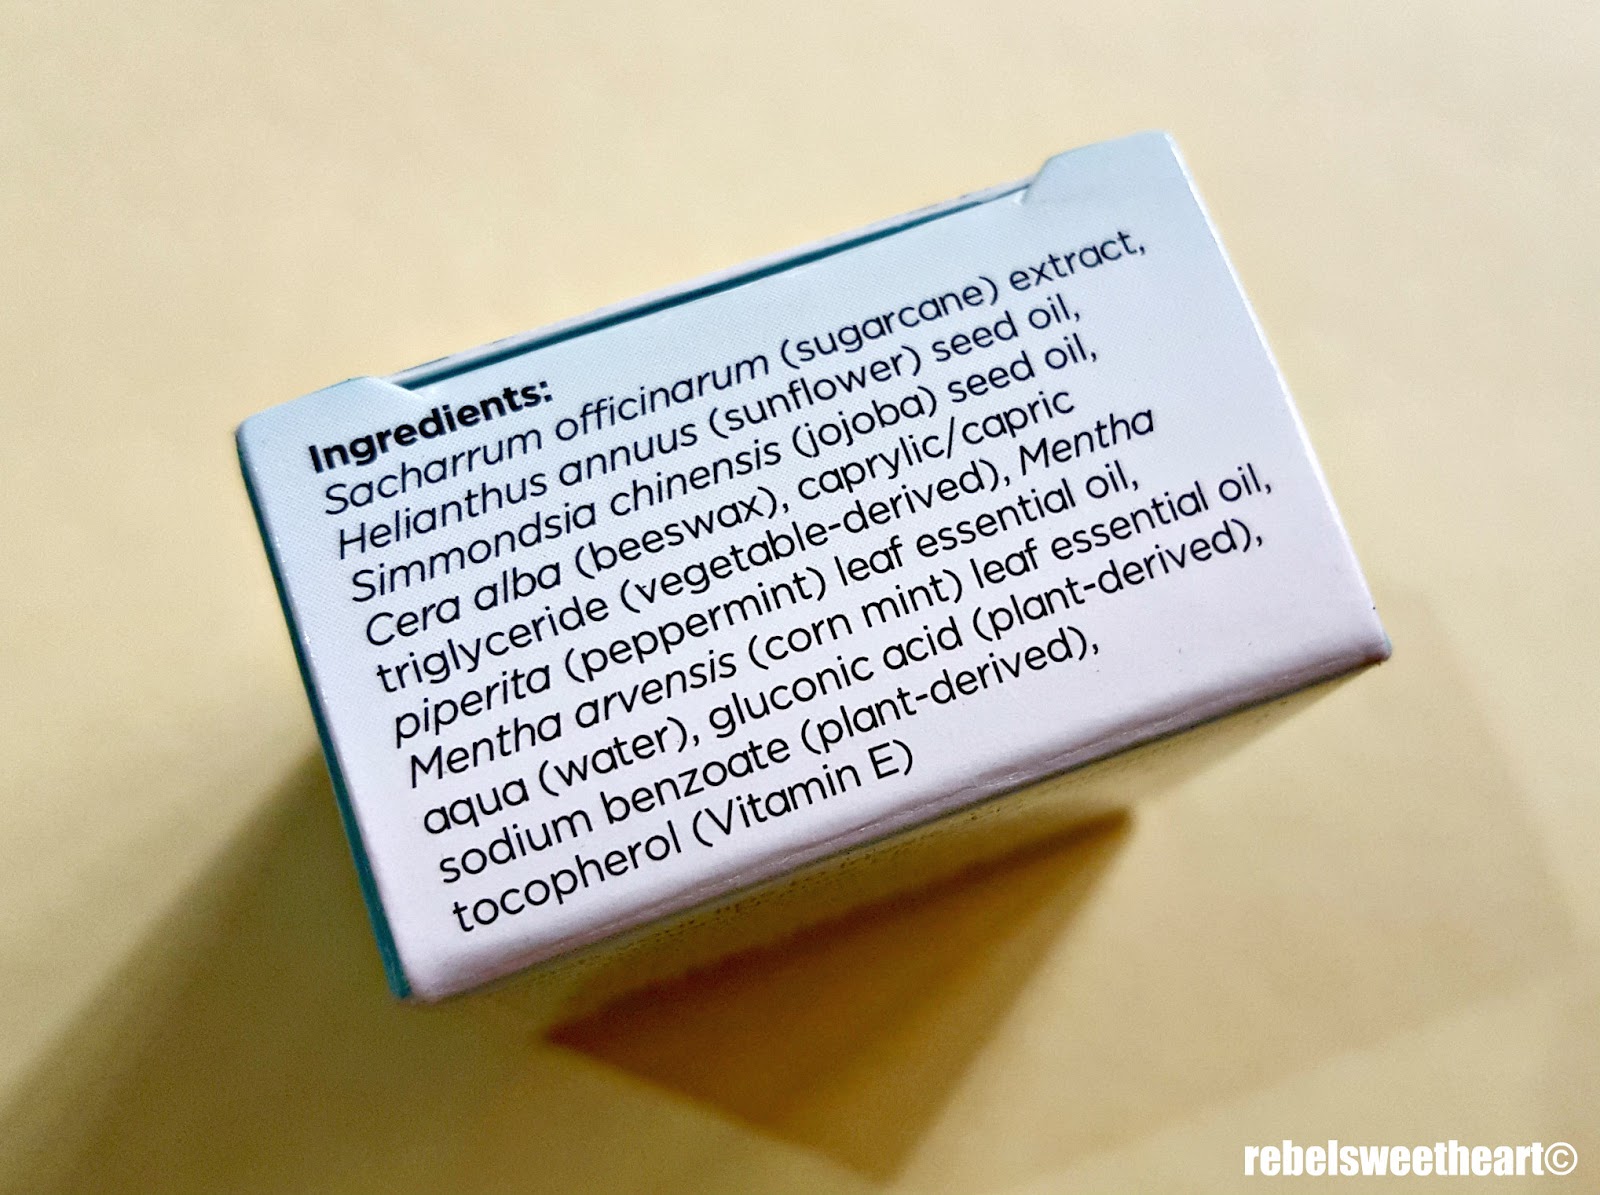 Ingredients:
Sacharrum officinarum (sugarcane) extract,
Helianthus annuus (sunflower) seed oil,
Simmondsia chinensis (jojoba) seed oil,
Cera alba (beeswax), caprylic/capric
triglyceride (vegetable-derived), Mentha
piperita (peppermint) leaf essential oil,
Mentha arvensis (corn mint) leaf essential oil,
aqua (water), gluconic acid (plant-derived),
sodium benzoate (plant-derived),
tocopherol (Vitamin E)
rebelsweetheart©